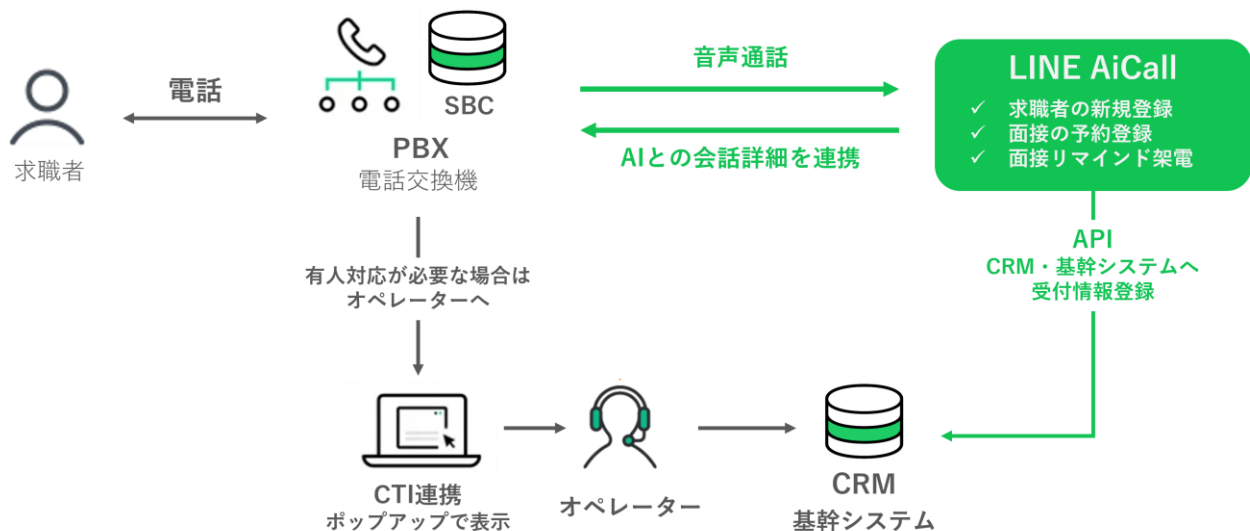 電話
求職者
SBC
PBX
電話交換機
音声通話
AIとの会話詳細を連携
LINE AiCall
✓ 求職者の新規登録
✓ 面接の予約登録
✓ 面接リマインド架電
API
CRM・基幹システムへ
受付情報登録
有人対応が必要な場合は
オペレーターへ
CTI連携
ポップアップで表示
オペレーター
CRM
基幹システム